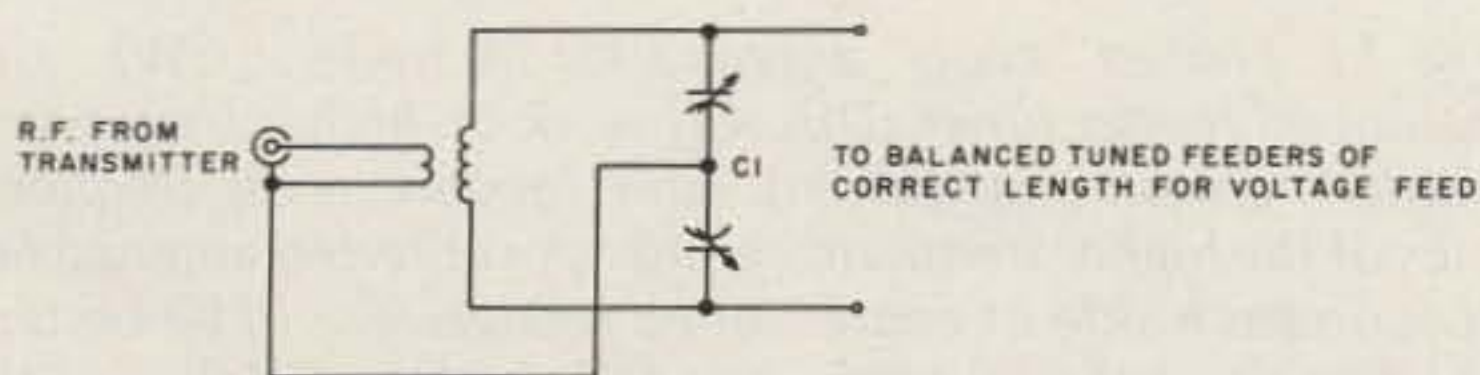 R.F. FROM
TRANSMITTER
C1
TO BALANCED TUNED FEEDERS OF
CORRECT LENGTH FOR VOLTAGE FEED